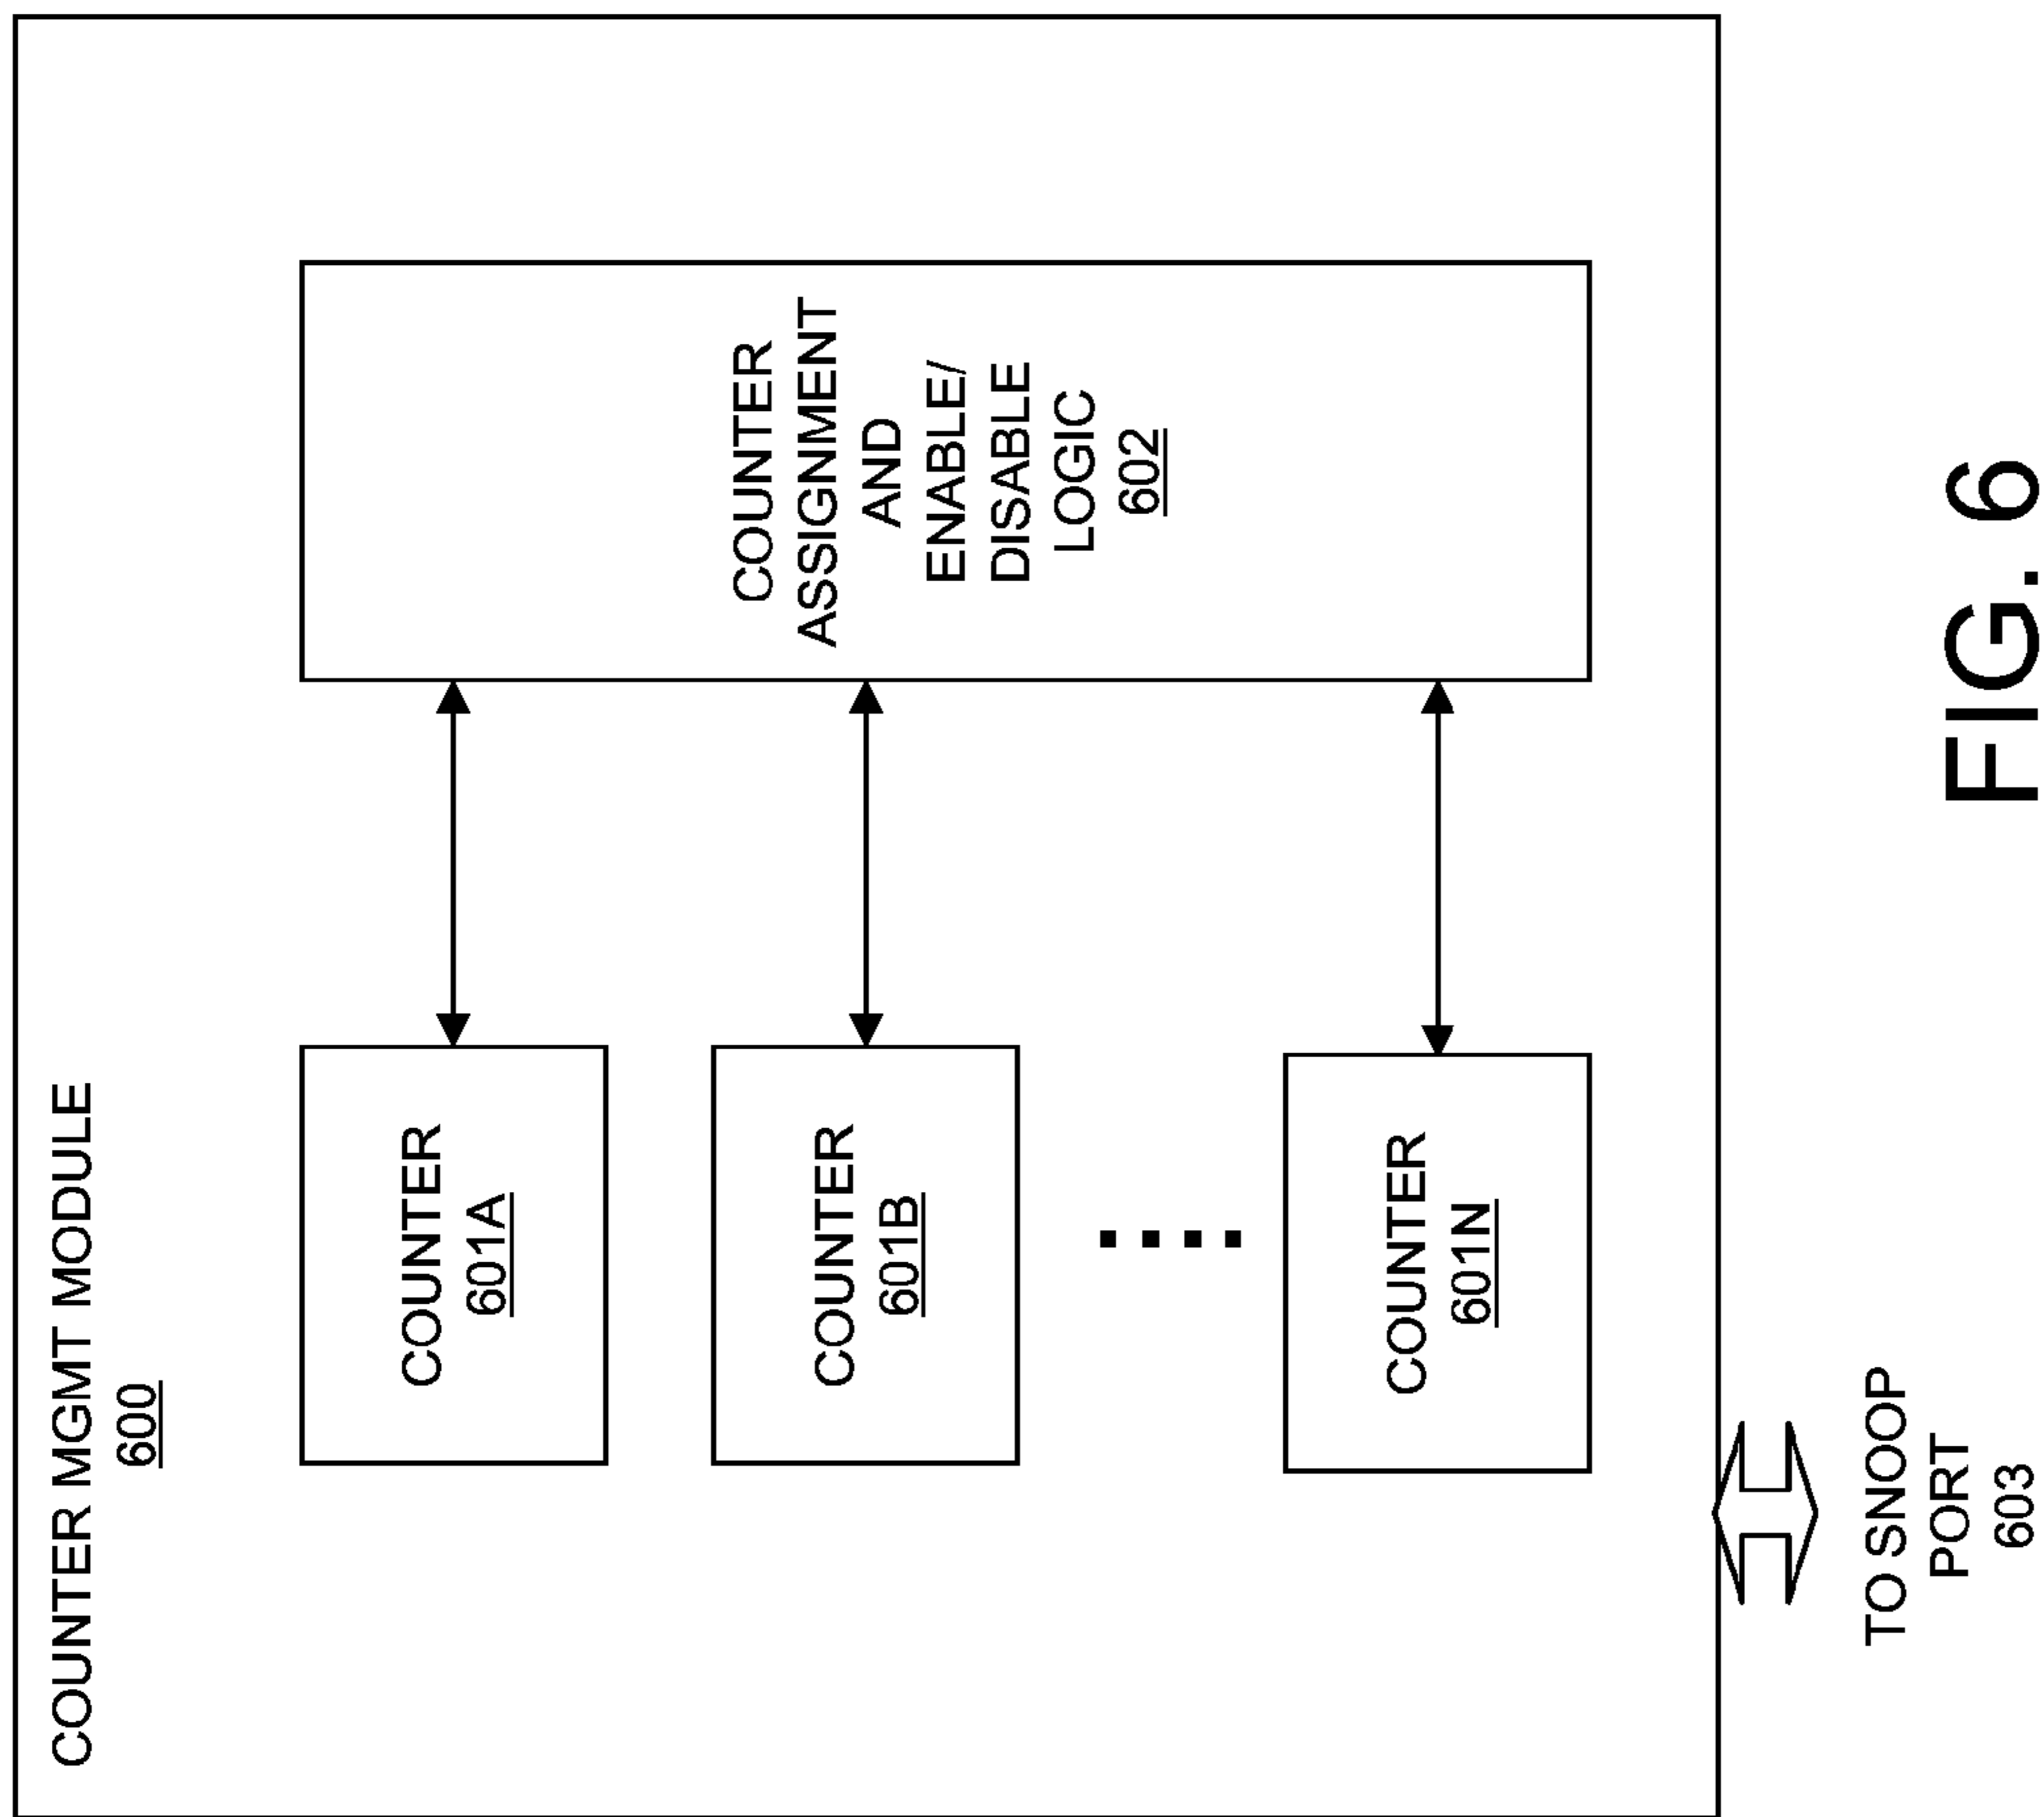 COUNTER MGMT MODULE
600
COUNTER
601A
COUNTER
601B
COUNTER
601N
COUNTER
ASSIGNMENT
AND
ENABLE/
DISABLE
LOGIC
602
TO SNOOP
PORT
603
FIG. 6